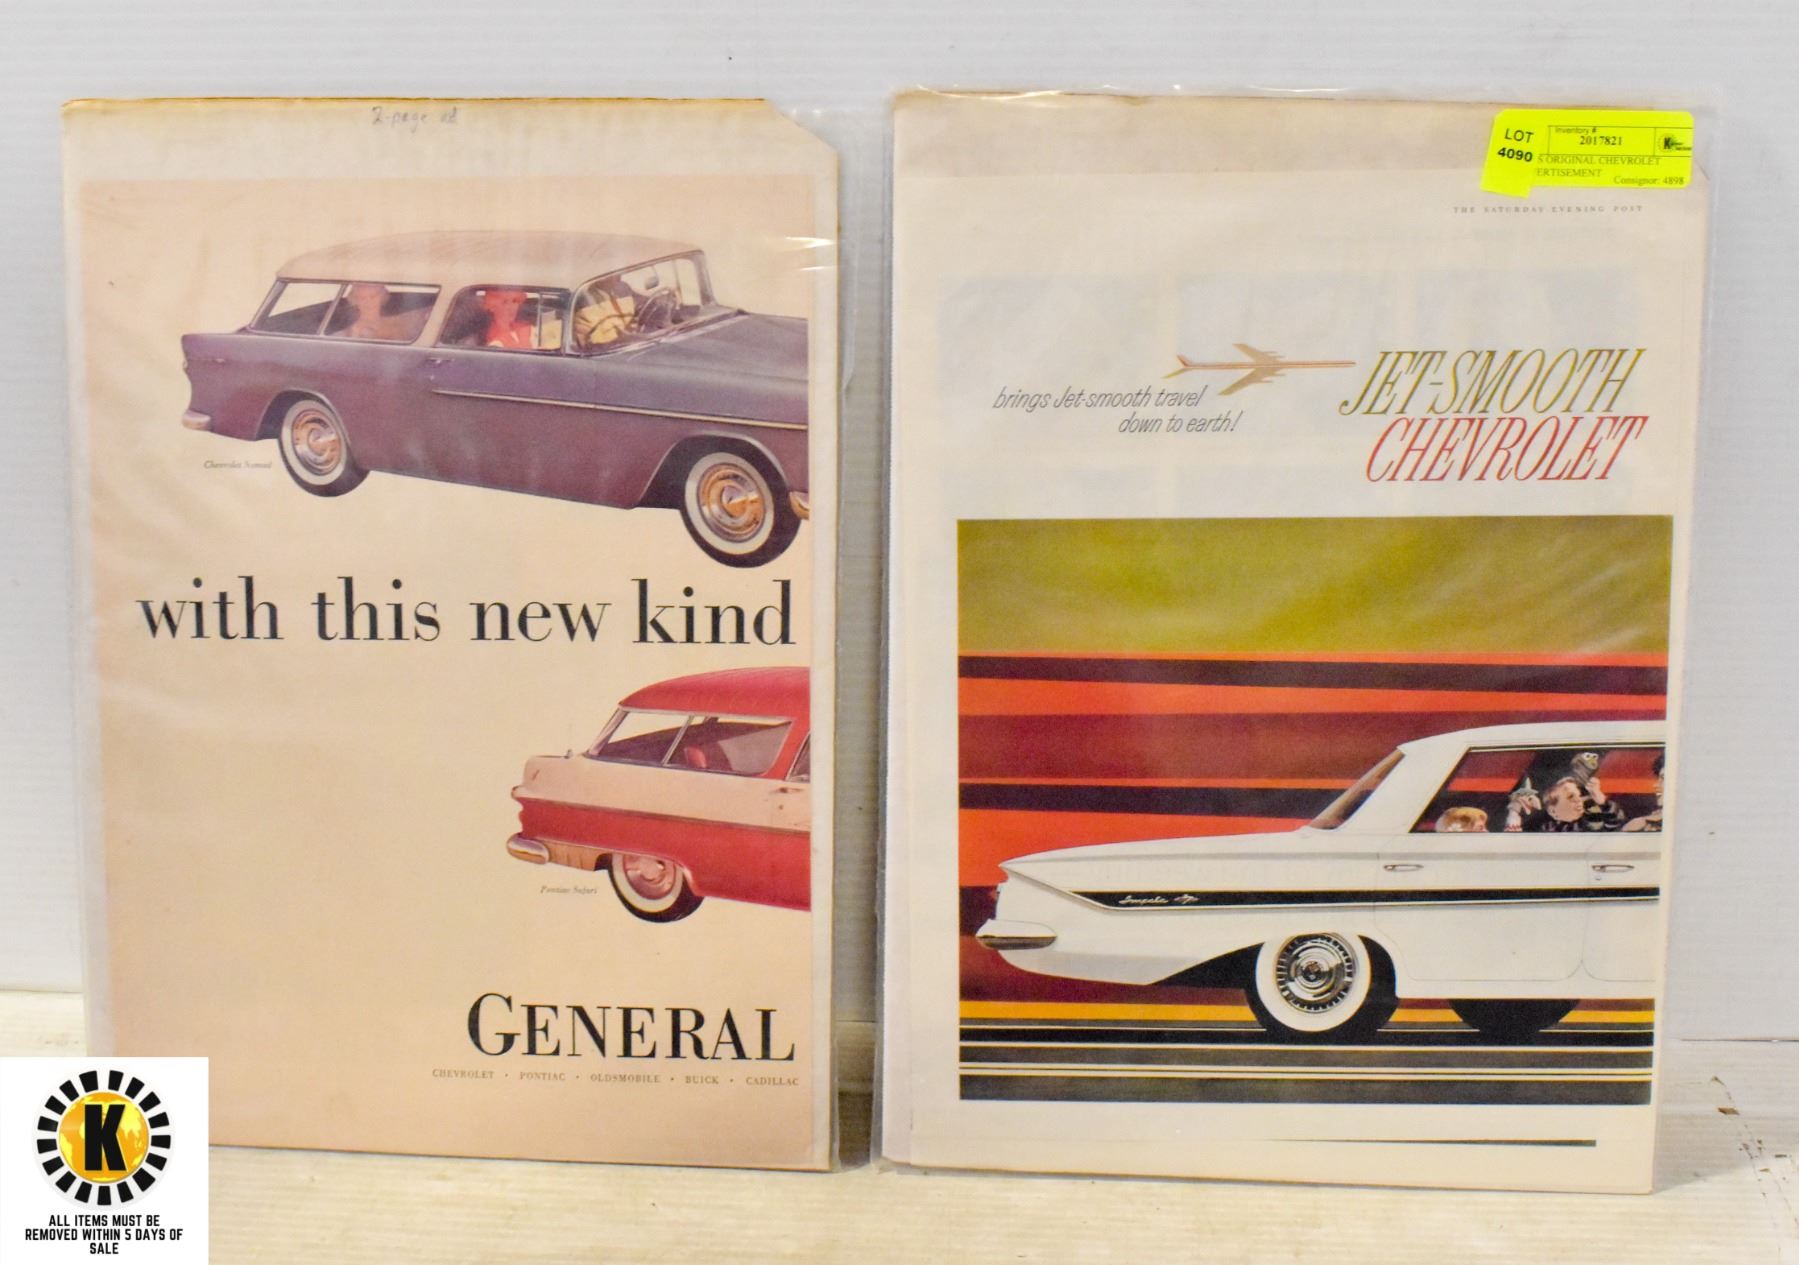 2-page ad
Chevrolet Nomad
with this new kind
Pontiac Safari
GENERAL
CHEVROLET • PONTIAC • OLDSMOBILE • BUICK • CADILLAC
LOT
4090
Inventory #
2017821
K
S ORIGINAL CHEVROLET
ERTISEMENT
Consignor: 4898
THE SATURDAY EVENING POST
brings Jet-smooth travel
down to earth!
JET-SMOOTH
CHEVROLET
Impala
K
ALL ITEMS MUST BE
REMOVED WITHIN 5 DAYS OF
SALE